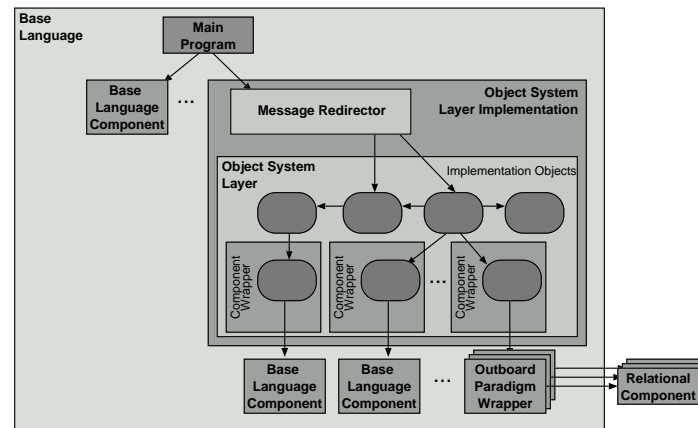 Base
Language
Main
Program
Base
Language
Component
...
Object System
Layer Implementation
Message Redirector
Object System
Layer
Implementation Objects
Component
Wrapper
Component
Wrapper
...
Component
Wrapper
Base
Language
Component
Base
Language
Component
...
Outboard
Paradigm
Wrapper
Relational
Component